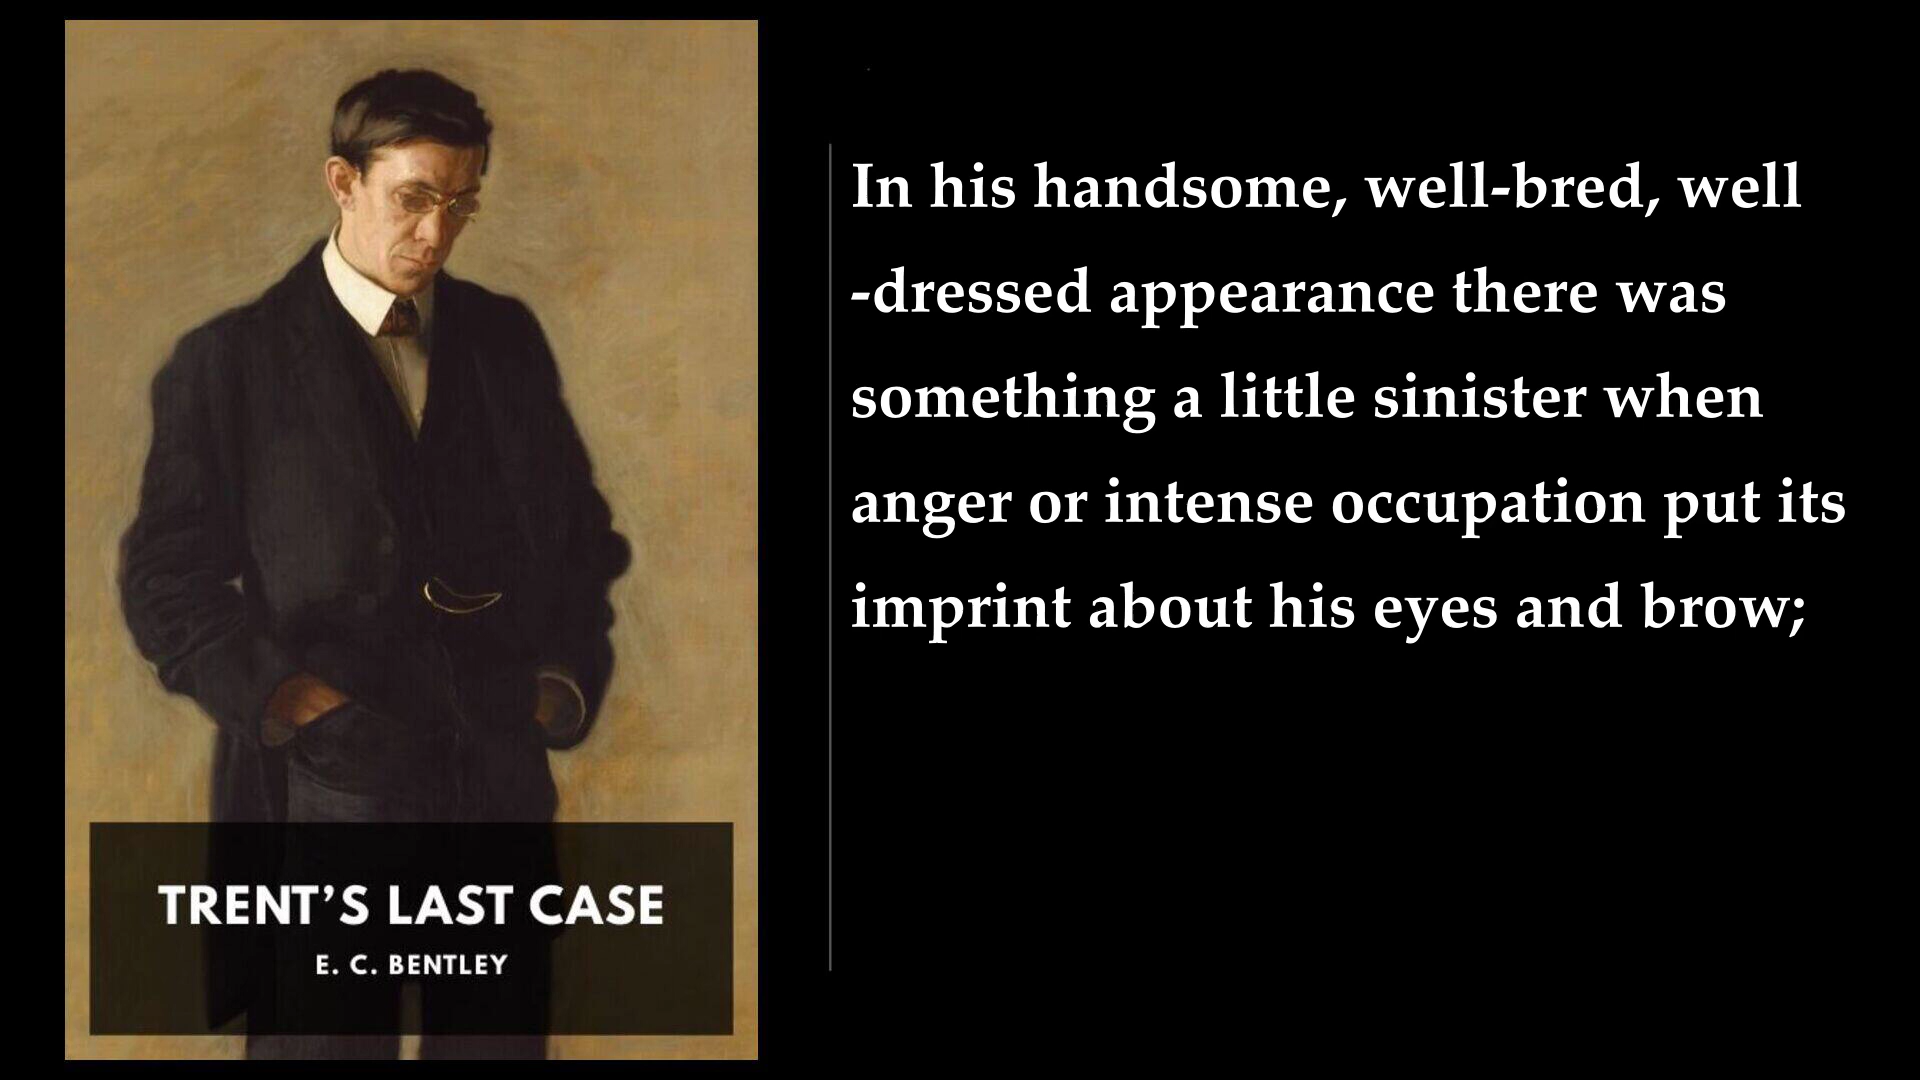 In his handsome, well-bred, well
-dressed appearance there was
something a little sinister when
anger or intense occupation put its
imprint about his eyes and brow;
TRENT’S LAST CASE
E. C. BENTLEY